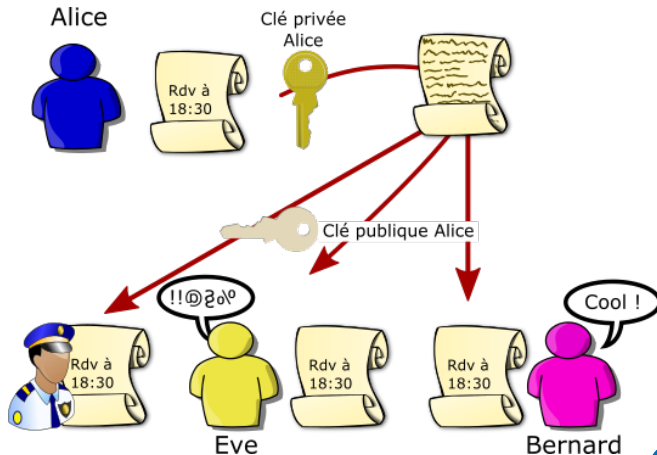 Alice
Clé privée
Alice
Rdv à
18:30
Clé publique Alice
!!@§%
Cool !
Rdv à
18:30
Rdv à
18:30
Rdv à
18:30
Eve
Bernard